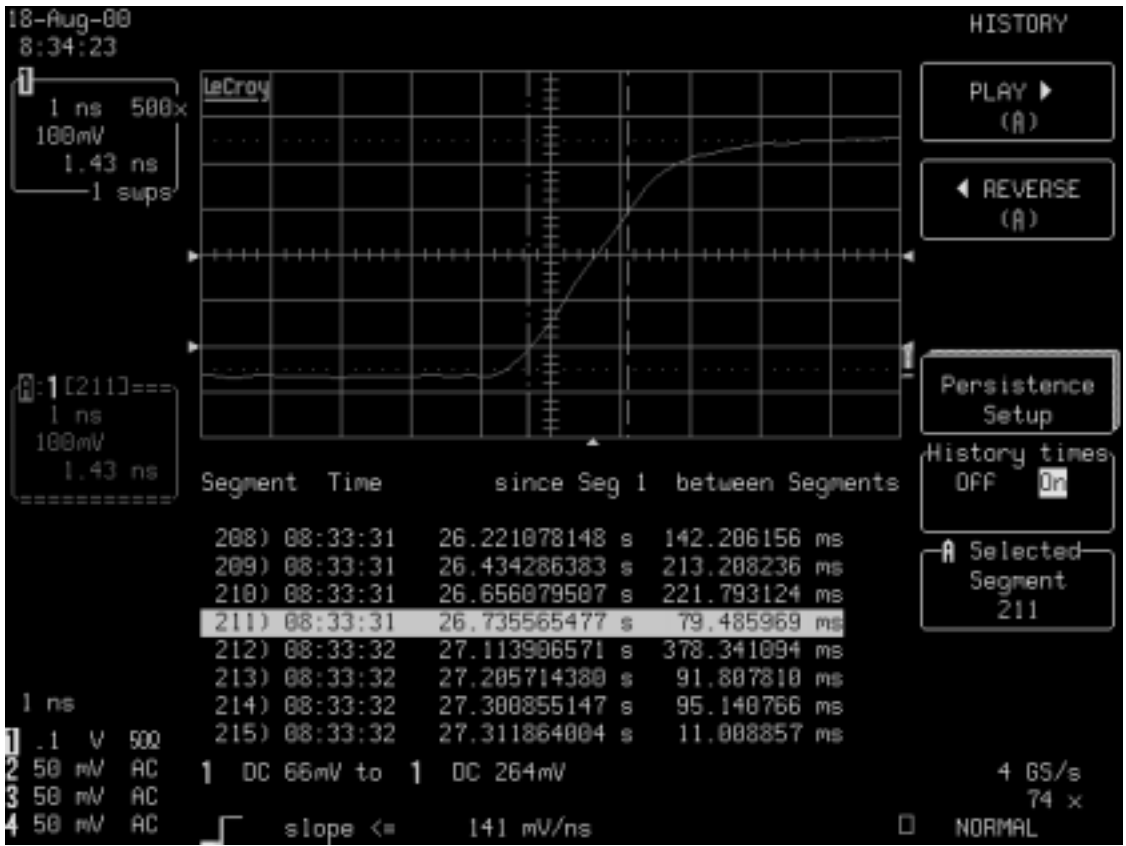 18-Aug-00
8:34:23
HISTORY
1
1 ns 500x
100mV
1.43 ns
1 swps
LeCroy
PLAY ▶
(A)
◀ REVERSE
(A)
A:1[211]===
1 ns
100mV
1.43 ns
Persistence
Setup
History times
OFF On
A Selected
Segment
211
Segment Time since Seg 1 between Segments
208) 08:33:31 26.221078148 s 142.206156 ms
209) 08:33:31 26.434286383 s 213.208236 ms
210) 08:33:31 26.656079507 s 221.793124 ms
211) 08:33:31 26.735565477 s 79.485969 ms
212) 08:33:32 27.113906571 s 378.341094 ms
213) 08:33:32 27.205714380 s 91.807810 ms
214) 08:33:32 27.300855147 s 95.140766 ms
215) 08:33:32 27.311864004 s 11.008857 ms
1 ns
1 .1 V 50Ω
2 50 mV AC
3 50 mV AC
4 50 mV AC
1 DC 66mV to 1 DC 264mV
slope <= 141 mV/ns
4 GS/s
74 x
NORMAL